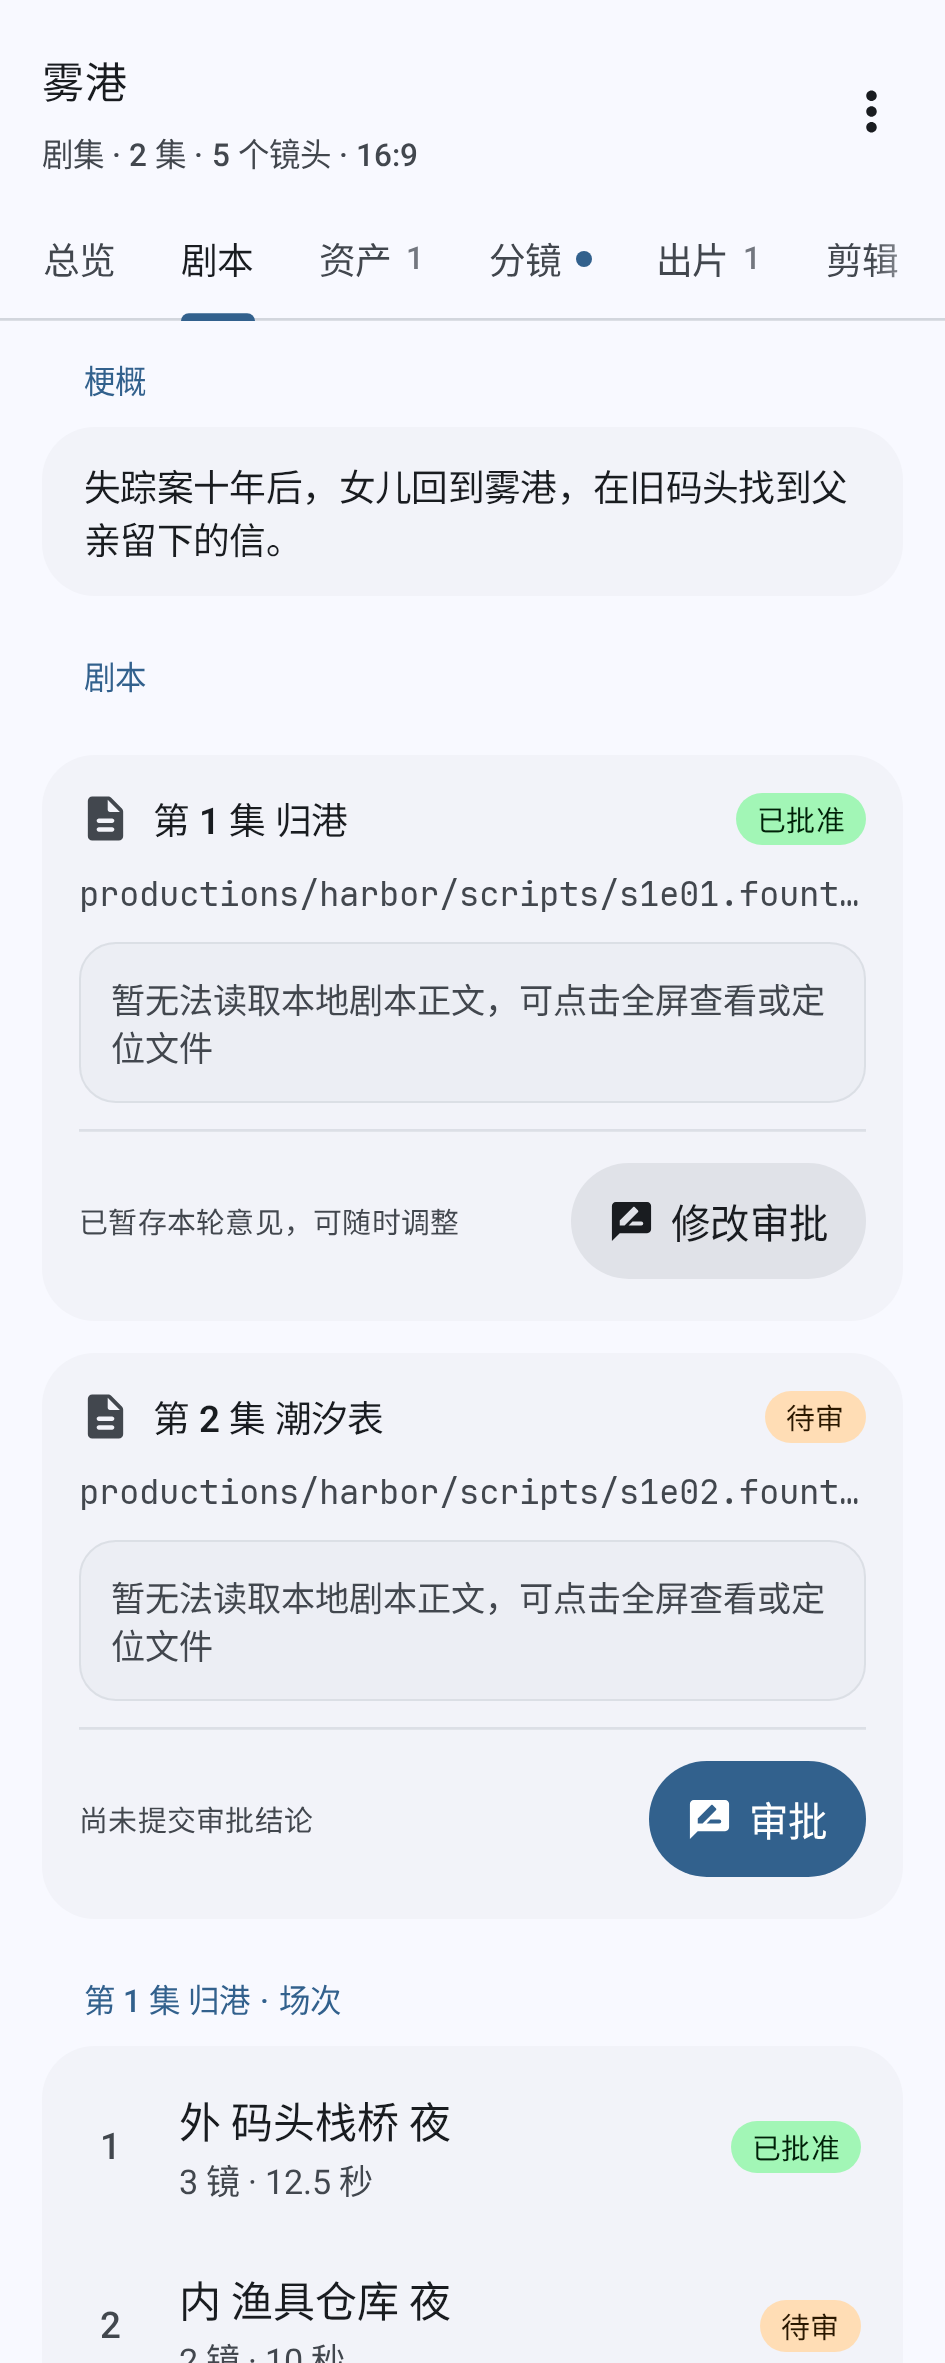 雾港
剧集 · 2 集 · 5 个镜头 · 16:9
总览 剧本 资产 1 分镜 出片 1 剪辑
梗概
失踪案十年后，女儿回到雾港，在旧码头找到父
亲留下的信。
剧本
第 1 集 归港 已批准
productions/harbor/scripts/s1e01.fount…
暂无法读取本地剧本正文，可点击全屏查看或定
位文件
已暂存本轮意见，可随时调整 修改审批
第 2 集 潮汐表 待审
productions/harbor/scripts/s1e02.fount…
暂无法读取本地剧本正文，可点击全屏查看或定
位文件
尚未提交审批结论 审批
第 1 集 归港 · 场次
1 外 码头栈桥 夜 已批准
3 镜 · 12.5 秒
2 内 渔具仓库 夜 待审
2 镜 · 10 秒